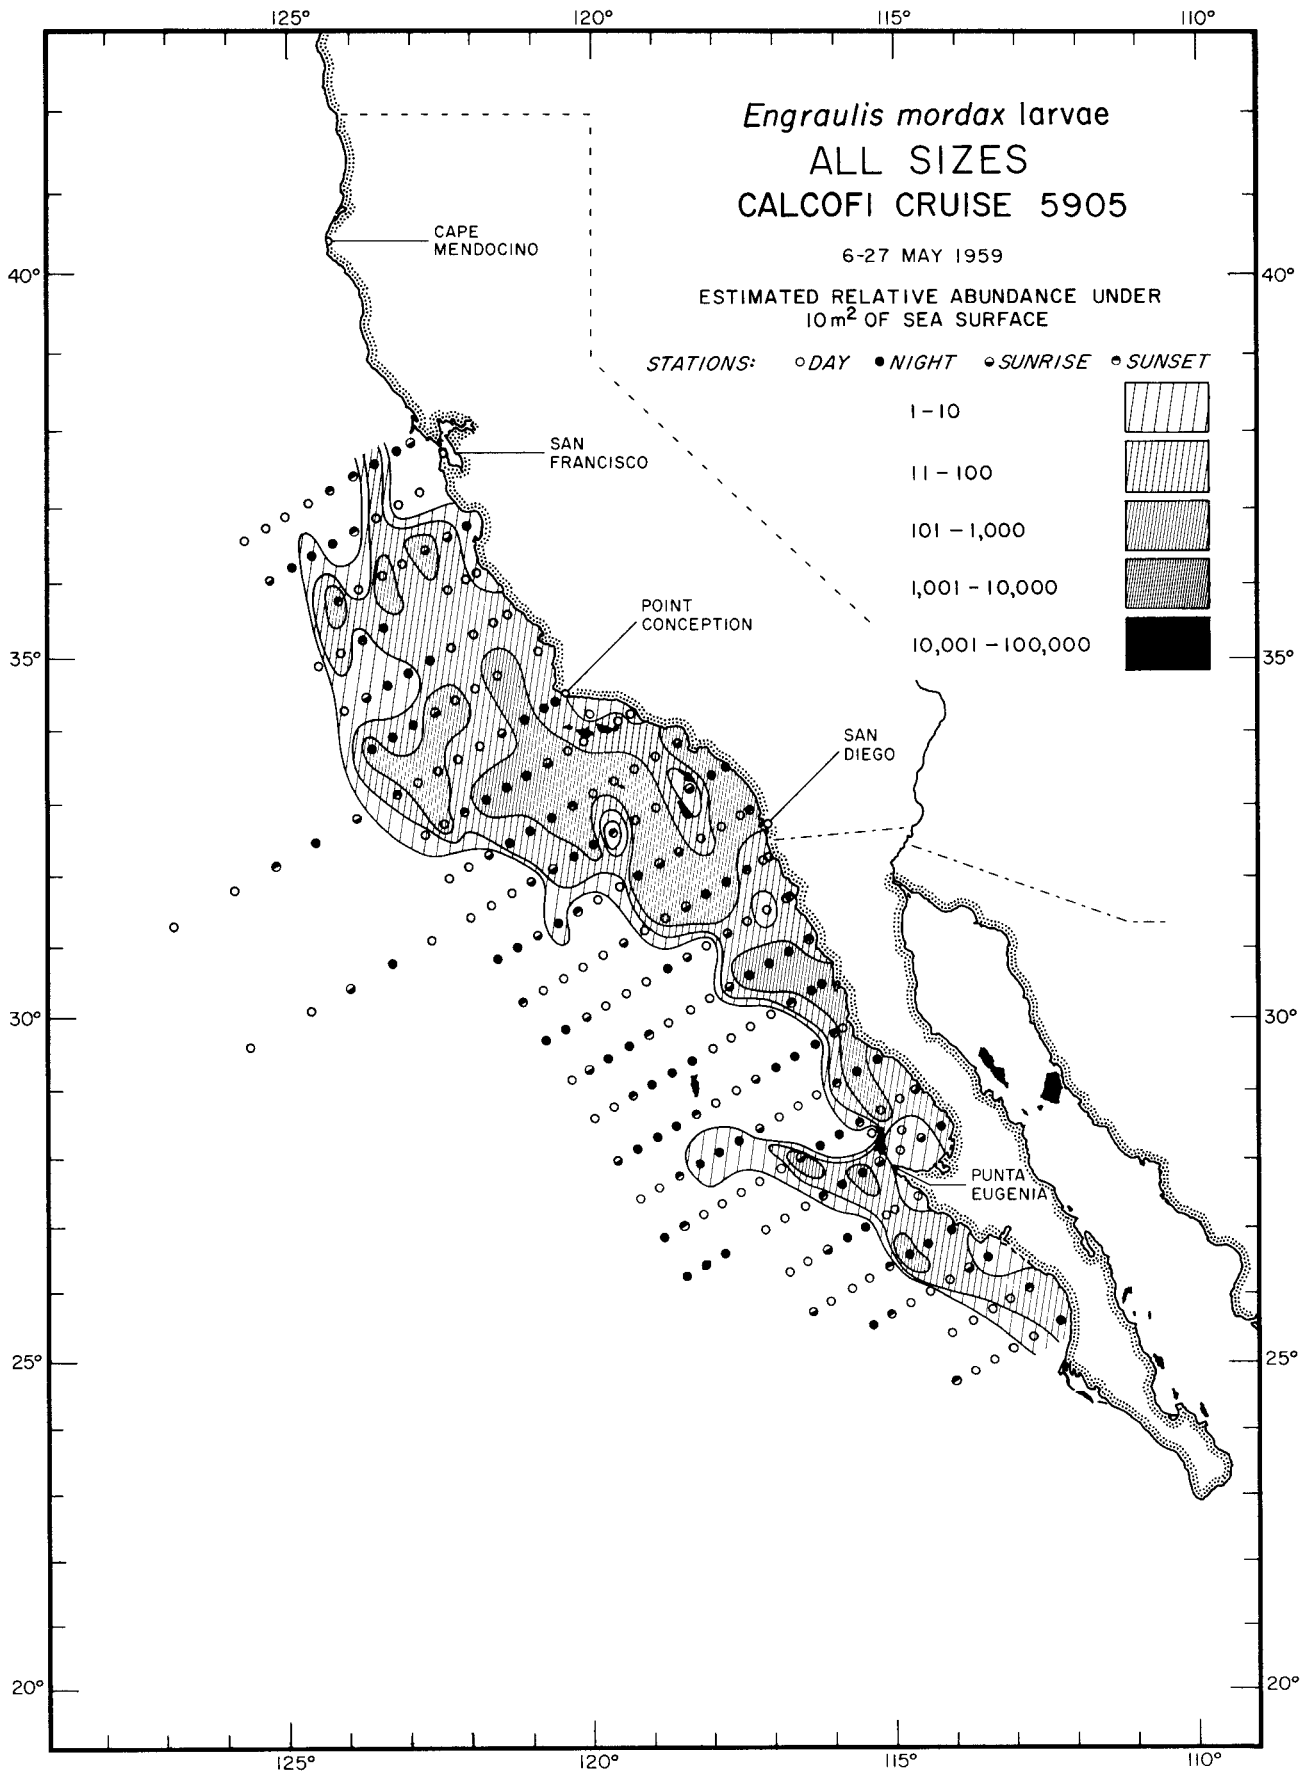 125° 120° 115° 110°
Engraulis mordax larvae
ALL SIZES
CALCOFI CRUISE 5905
6-27 MAY 1959
ESTIMATED RELATIVE ABUNDANCE UNDER
10m² OF SEA SURFACE
STATIONS: ○DAY ●NIGHT SUNRISE SUNSET
1-10
11-100
101-1,000
1,001-10,000
10,001-100,000
CAPE
MENDOCINO
40° 40°
SAN
FRANCISCO
POINT
CONCEPTION
35° 35°
SAN
DIEGO
30° 30°
PUNTA
EUGENIA
25° 25°
20° 20°
125° 120° 115° 110°